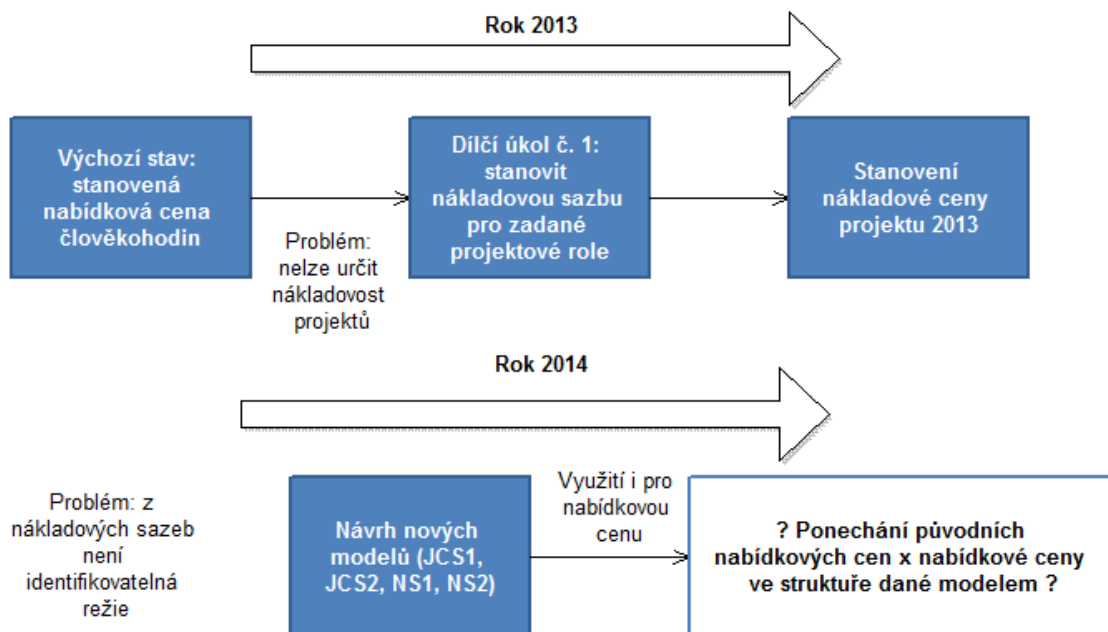 Rok 2013
Výchozí stav:
stanovená
nabídková cena
člověkohodin
Problém:
nelze určit
nákladovost
projektů
Dílčí úkol č. 1:
stanovit
nákladovou sazbu
pro zadané
projektové role
Stanovení
nákladové ceny
projektu 2013
Rok 2014
Problém: z
nákladových sazeb
není
identifikovatelná
režie
Návrh nových
modelů (JCS1,
JCS2, NS1, NS2)
Využití i pro
nabídkovou
cenu
? Ponechání původních
nabídkových cen x nabídkové ceny
ve struktuře dané modelem ?